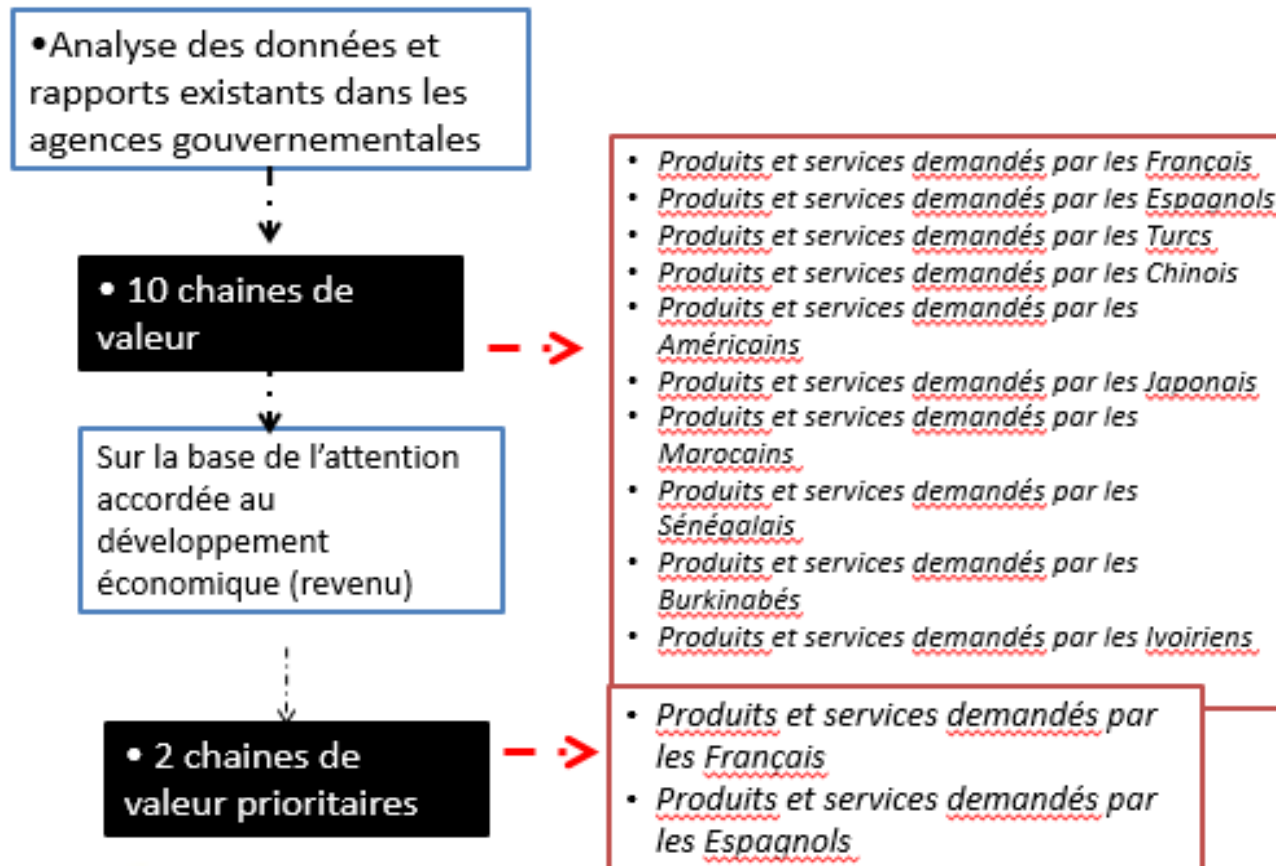 •Analyse des données et
rapports existants dans les
agences gouvernementales
• 10 chaines de
valeur
• Produits et services demandés par les Français
• Produits et services demandés par les Espagnols
• Produits et services demandés par les Turcs
• Produits et services demandés par les Chinois
• Produits et services demandés par les
Américains
• Produits et services demandés par les Japonais
• Produits et services demandés par les
Marocains
• Produits et services demandés par les
Sénégalais
• Produits et services demandés par les
Burkinabés
• Produits et services demandés par les Ivoiriens
Sur la base de l’attention
accordée au
développement
économique (revenu)
• 2 chaines de
valeur prioritaires
• Produits et services demandés par
les Français
• Produits et services demandés par
les Espagnols